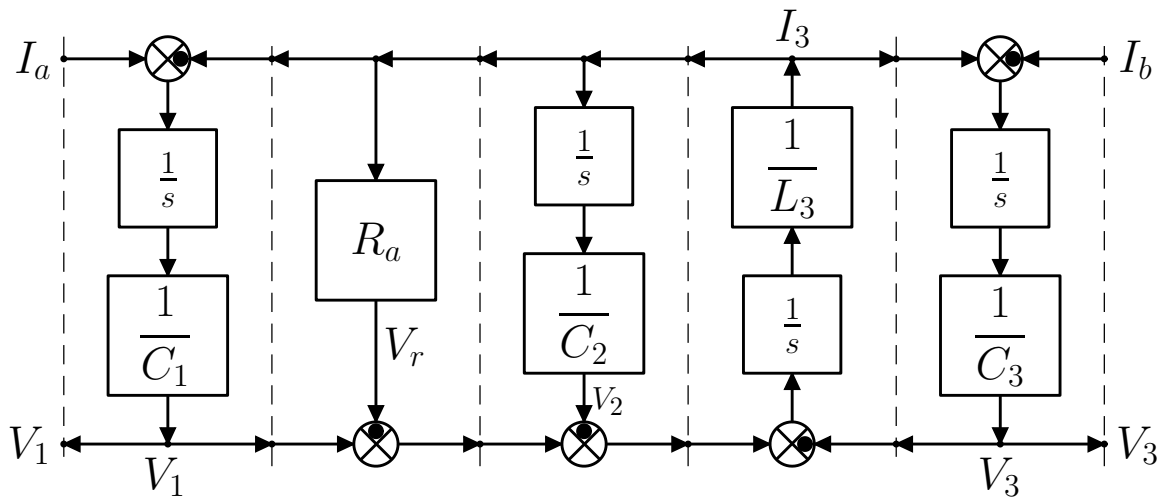 I_a
I_3
I_b
1/s
1/s
1/L_3
1/s
R_a
1/C_1
1/C_2
1/s
1/C_3
V_r
V_2
V_1
V_1
V_3
V_3